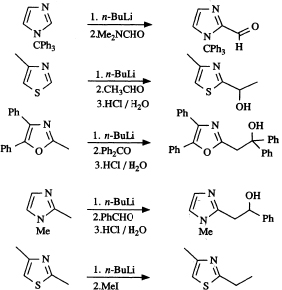 N
N
CPh₃
1. n-BuLi
2.Me₂NCHO
N
N
CPh₃
O
H
N
S
1. n-BuLi
2.CH₃CHO
3.HCl / H₂O
N
S
OH
Ph
Ph
N
O
1. n-BuLi
2.Ph₂CO
3.HCl / H₂O
Ph
Ph
N
O
OH
Ph
Ph
N
N
Me
1. n-BuLi
2.PhCHO
3.HCl / H₂O
N
N
Me
OH
Ph
N
S
1. n-BuLi
2.MeI
N
S